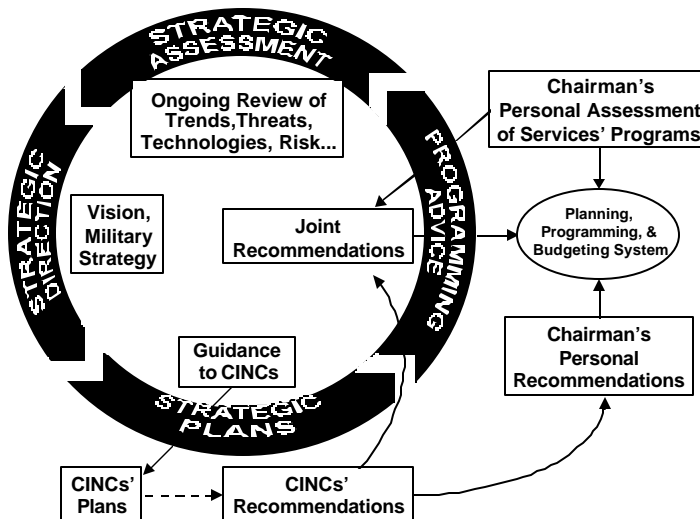 STRATEGIC
ASSESSMENT
Ongoing Review of
Trends,Threats,
Technologies, Risk...
Chairman's
Personal Assessment
of Services' Programs
STRATEGIC
DIRECTION
Vision,
Military
Strategy
Joint
Recommendations
PROGRAMMING
ADVICE
Planning,
Programming, &
Budgeting System
Guidance
to CINCs
Chairman's
Personal
Recommendations
STRATEGIC
PLANS
CINCs'
Plans
CINCs'
Recommendations